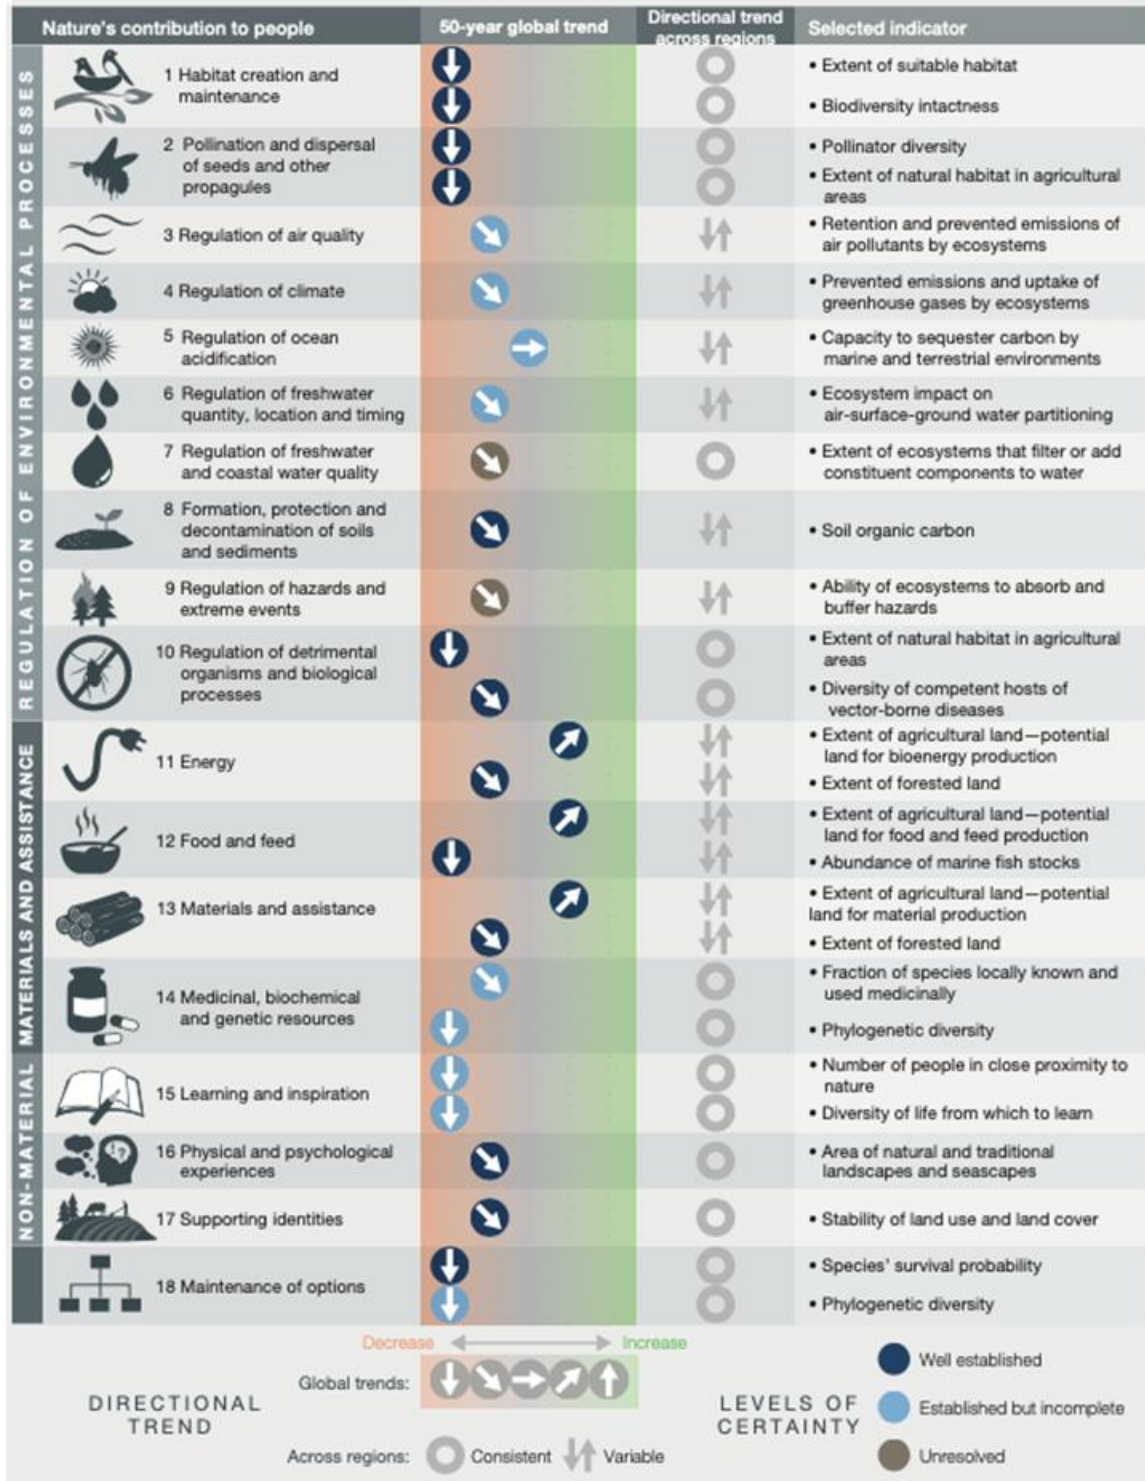 Nature's contribution to people
50-year global trend
Directional trend
across regions
Selected indicator
REGULATION OF ENVIRONMENTAL PROCESSES
1 Habitat creation and
maintenance
• Extent of suitable habitat
• Biodiversity intactness
2 Pollination and dispersal
of seeds and other
propagules
• Pollinator diversity
• Extent of natural habitat in agricultural
areas
3 Regulation of air quality
• Retention and prevented emissions of
air pollutants by ecosystems
4 Regulation of climate
• Prevented emissions and uptake of
greenhouse gases by ecosystems
5 Regulation of ocean
acidification
• Capacity to sequester carbon by
marine and terrestrial environments
6 Regulation of freshwater
quantity, location and timing
• Ecosystem impact on
air-surface-ground water partitioning
7 Regulation of freshwater
and coastal water quality
• Extent of ecosystems that filter or add
constituent components to water
8 Formation, protection and
decontamination of soils
and sediments
• Soil organic carbon
9 Regulation of hazards and
extreme events
• Ability of ecosystems to absorb and
buffer hazards
10 Regulation of detrimental
organisms and biological
processes
• Extent of natural habitat in agricultural
areas
• Diversity of competent hosts of
vector-borne diseases
MATERIALS AND ASSISTANCE
11 Energy
• Extent of agricultural land—potential
land for bioenergy production
• Extent of forested land
12 Food and feed
• Extent of agricultural land—potential
land for food and feed production
• Abundance of marine fish stocks
13 Materials and assistance
• Extent of agricultural land—potential
land for material production
• Extent of forested land
14 Medicinal, biochemical
and genetic resources
• Fraction of species locally known and
used medicinally
• Phylogenetic diversity
NON-MATERIAL
15 Learning and inspiration
• Number of people in close proximity to
nature
• Diversity of life from which to learn
16 Physical and psychological
experiences
• Area of natural and traditional
landscapes and seascapes
17 Supporting identities
• Stability of land use and land cover
18 Maintenance of options
• Species' survival probability
• Phylogenetic diversity
Decrease
Increase
DIRECTIONAL
TREND
Global trends:
Across regions:
Consistent
Variable
LEVELS OF
CERTAINTY
Well established
Established but incomplete
Unresolved